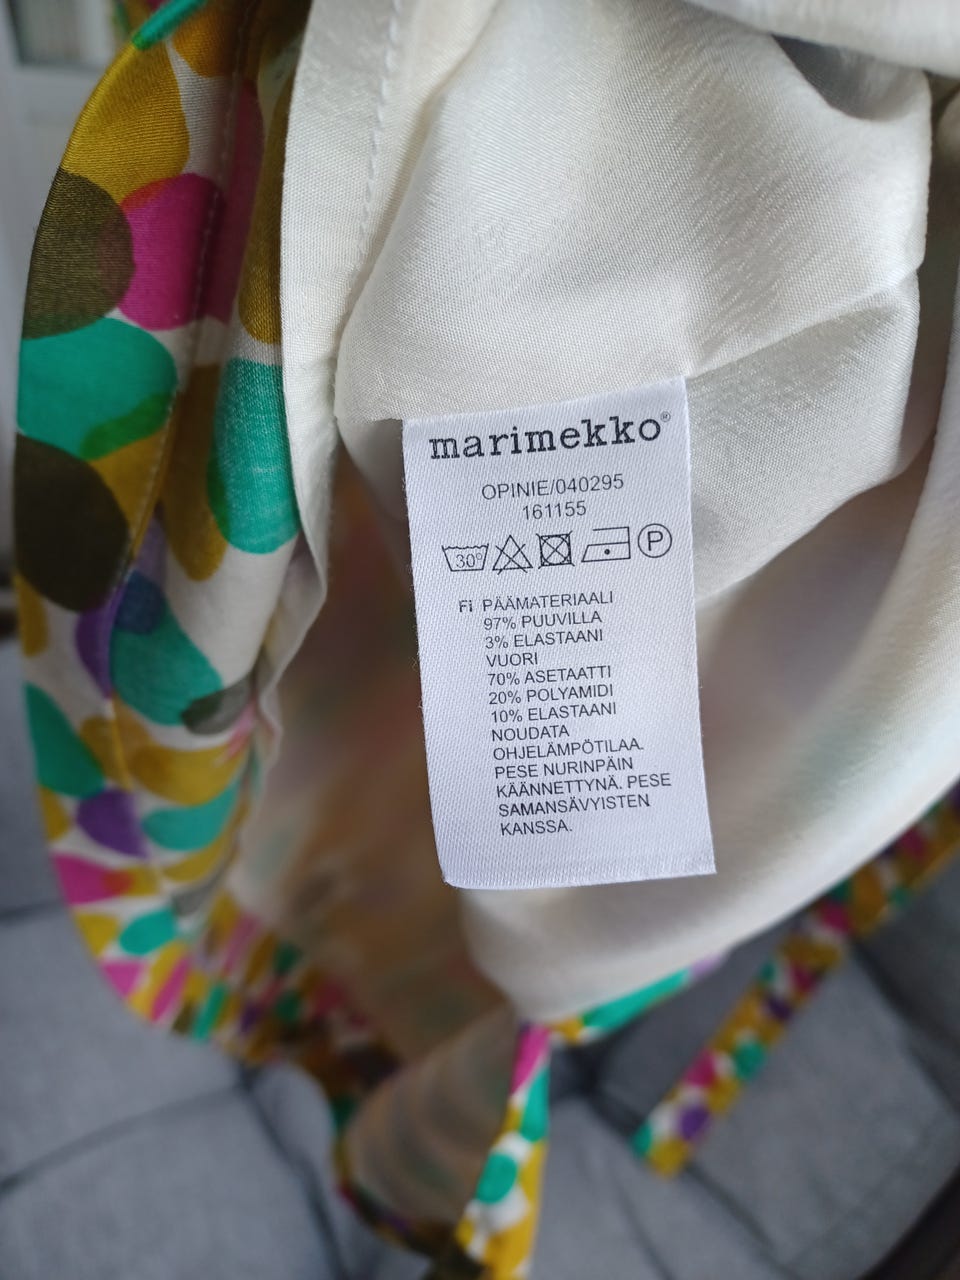 marimekko®
OPINIE/040295
161155
30° P
Fi PÄÄMATERIAALI
97% PUUVILLA
3% ELASTAANI
VUORI
70% ASETAATTI
20% POLYAMIDI
10% ELASTAANI
NOUDATA
OHJELÄMPÖTILAA.
PESE NURINPÄIN
KÄÄNNETTYNÄ. PESE
SAMANSÄVYISTEN
KANSSA.